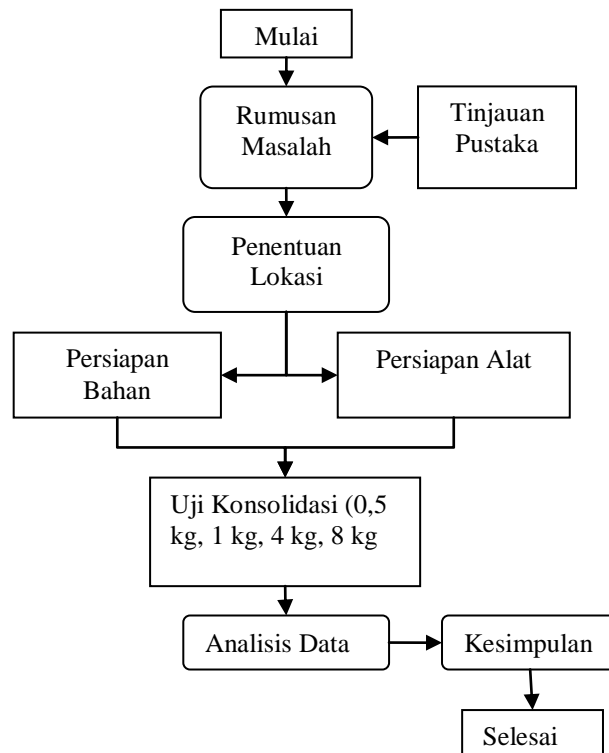 Mulai
Rumusan
Masalah
Tinjauan
Pustaka
Penentuan
Lokasi
Persiapan
Bahan
Persiapan Alat
Uji Konsolidasi (0,5
kg, 1 kg, 4 kg, 8 kg
Analisis Data
Kesimpulan
Selesai